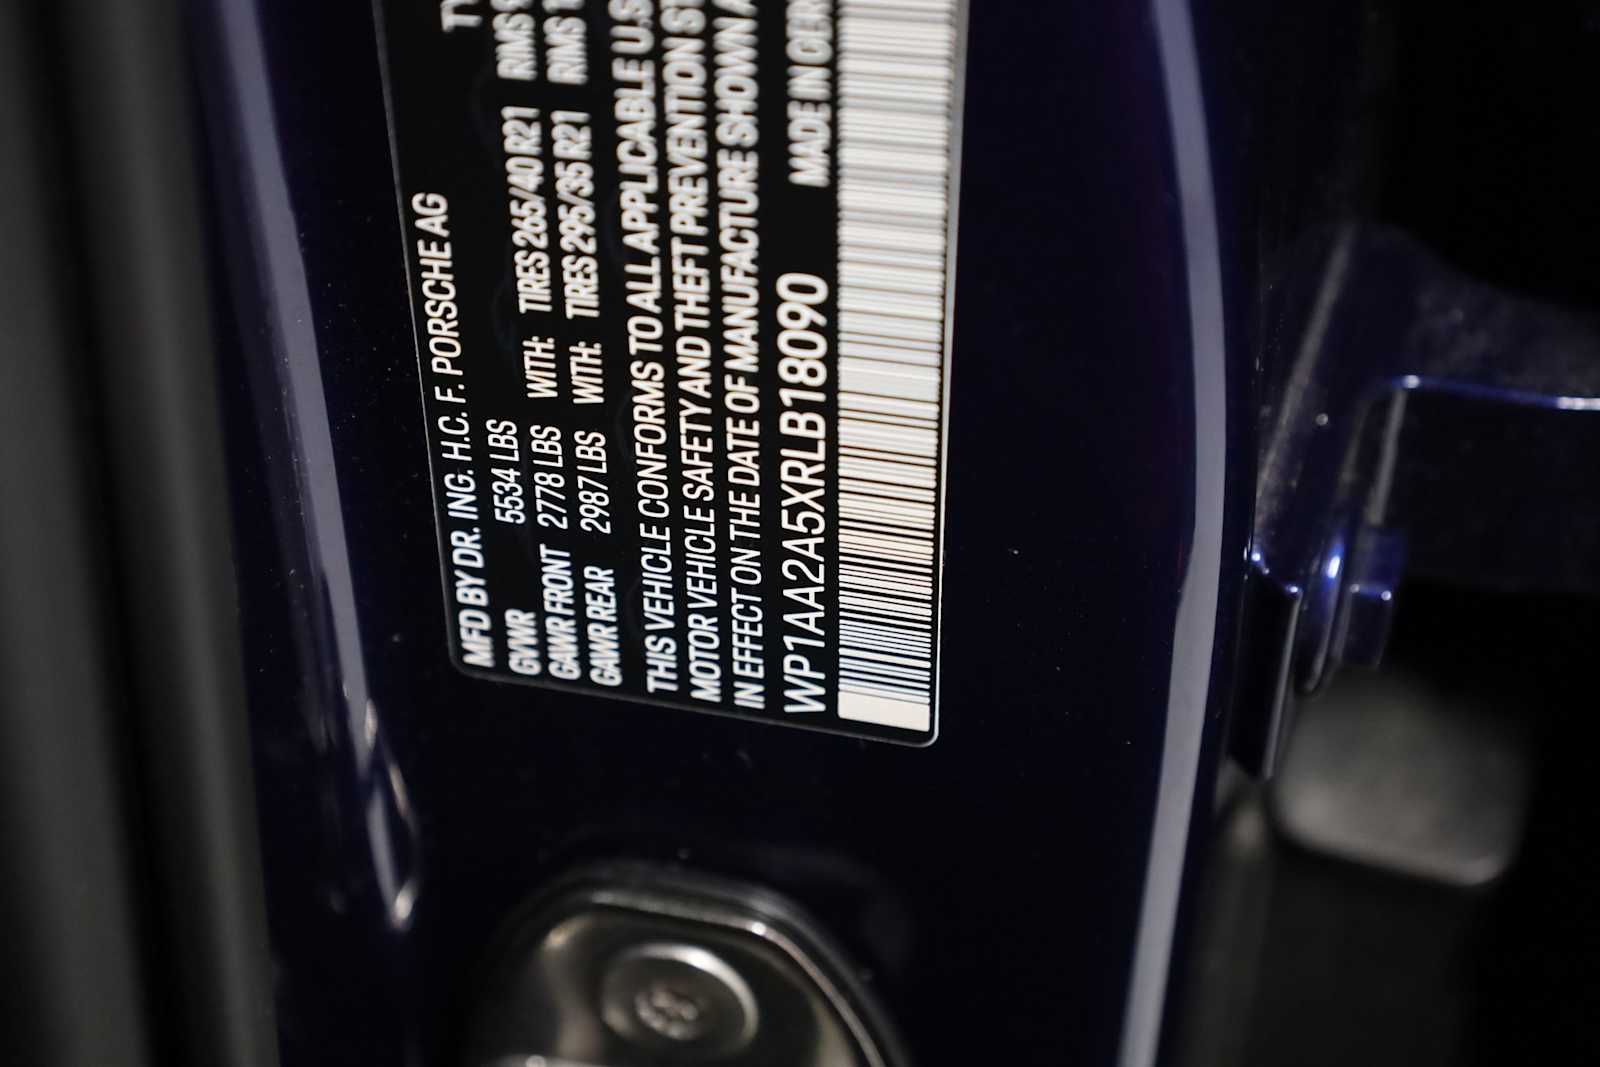 MFD BY DR. ING. H.C. F. PORSCHE AG
GVWR 5534 LBS
GAWR FRONT 2778 LBS WITH: TIRES 265/40 R21 RIMS
GAWR REAR 2987 LBS WITH: TIRES 295/35 R21 RIMS
THIS VEHICLE CONFORMS TO ALL APPLICABLE U.S
MOTOR VEHICLE SAFETY AND THEFT PREVENTION ST
IN EFFECT ON THE DATE OF MANUFACTURE SHOWN A
WP1AA2A5XRLB18090 MADE IN GER